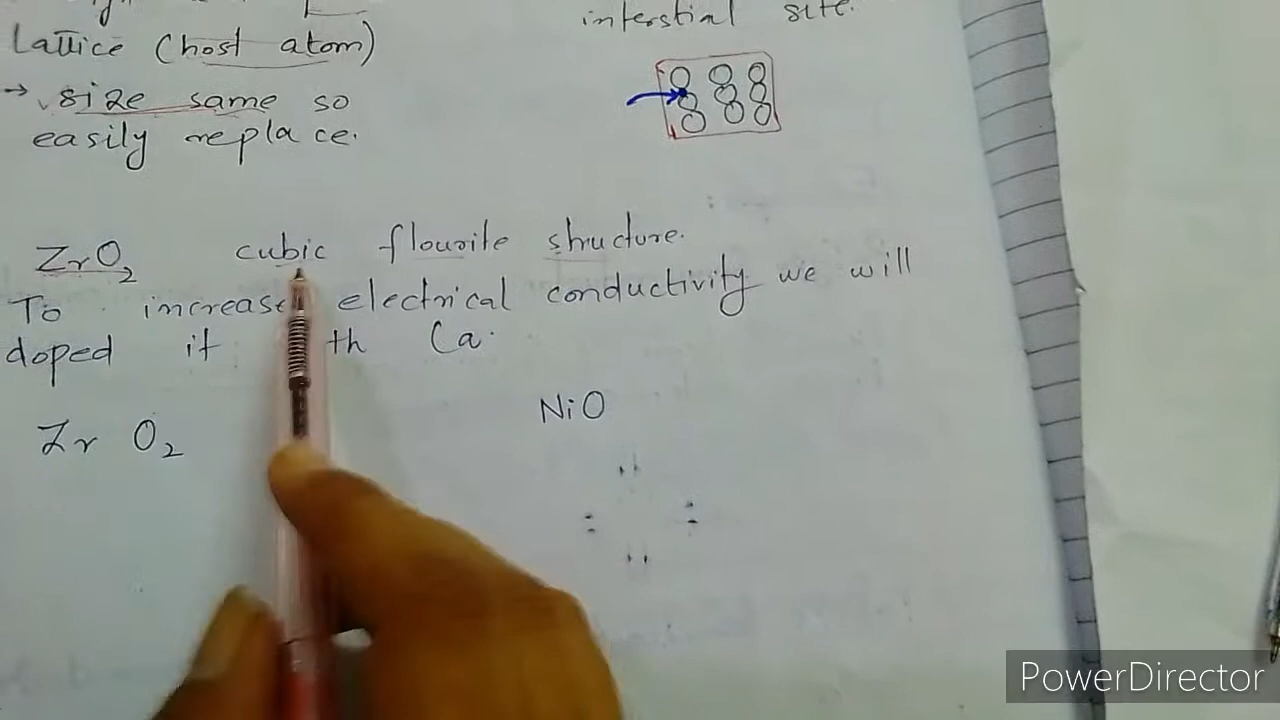 interstial site.
Lattice (host atom)
→ size same so
easily replace.
ZrO2 cubic flourite structure.
To increase electrical conductivity we will
doped it th Ca.
NiO
Zr O2
PowerDirector